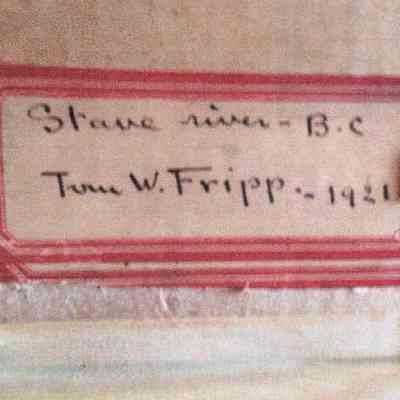 Stave river - B.C
Tom W. Fripp. - 1921